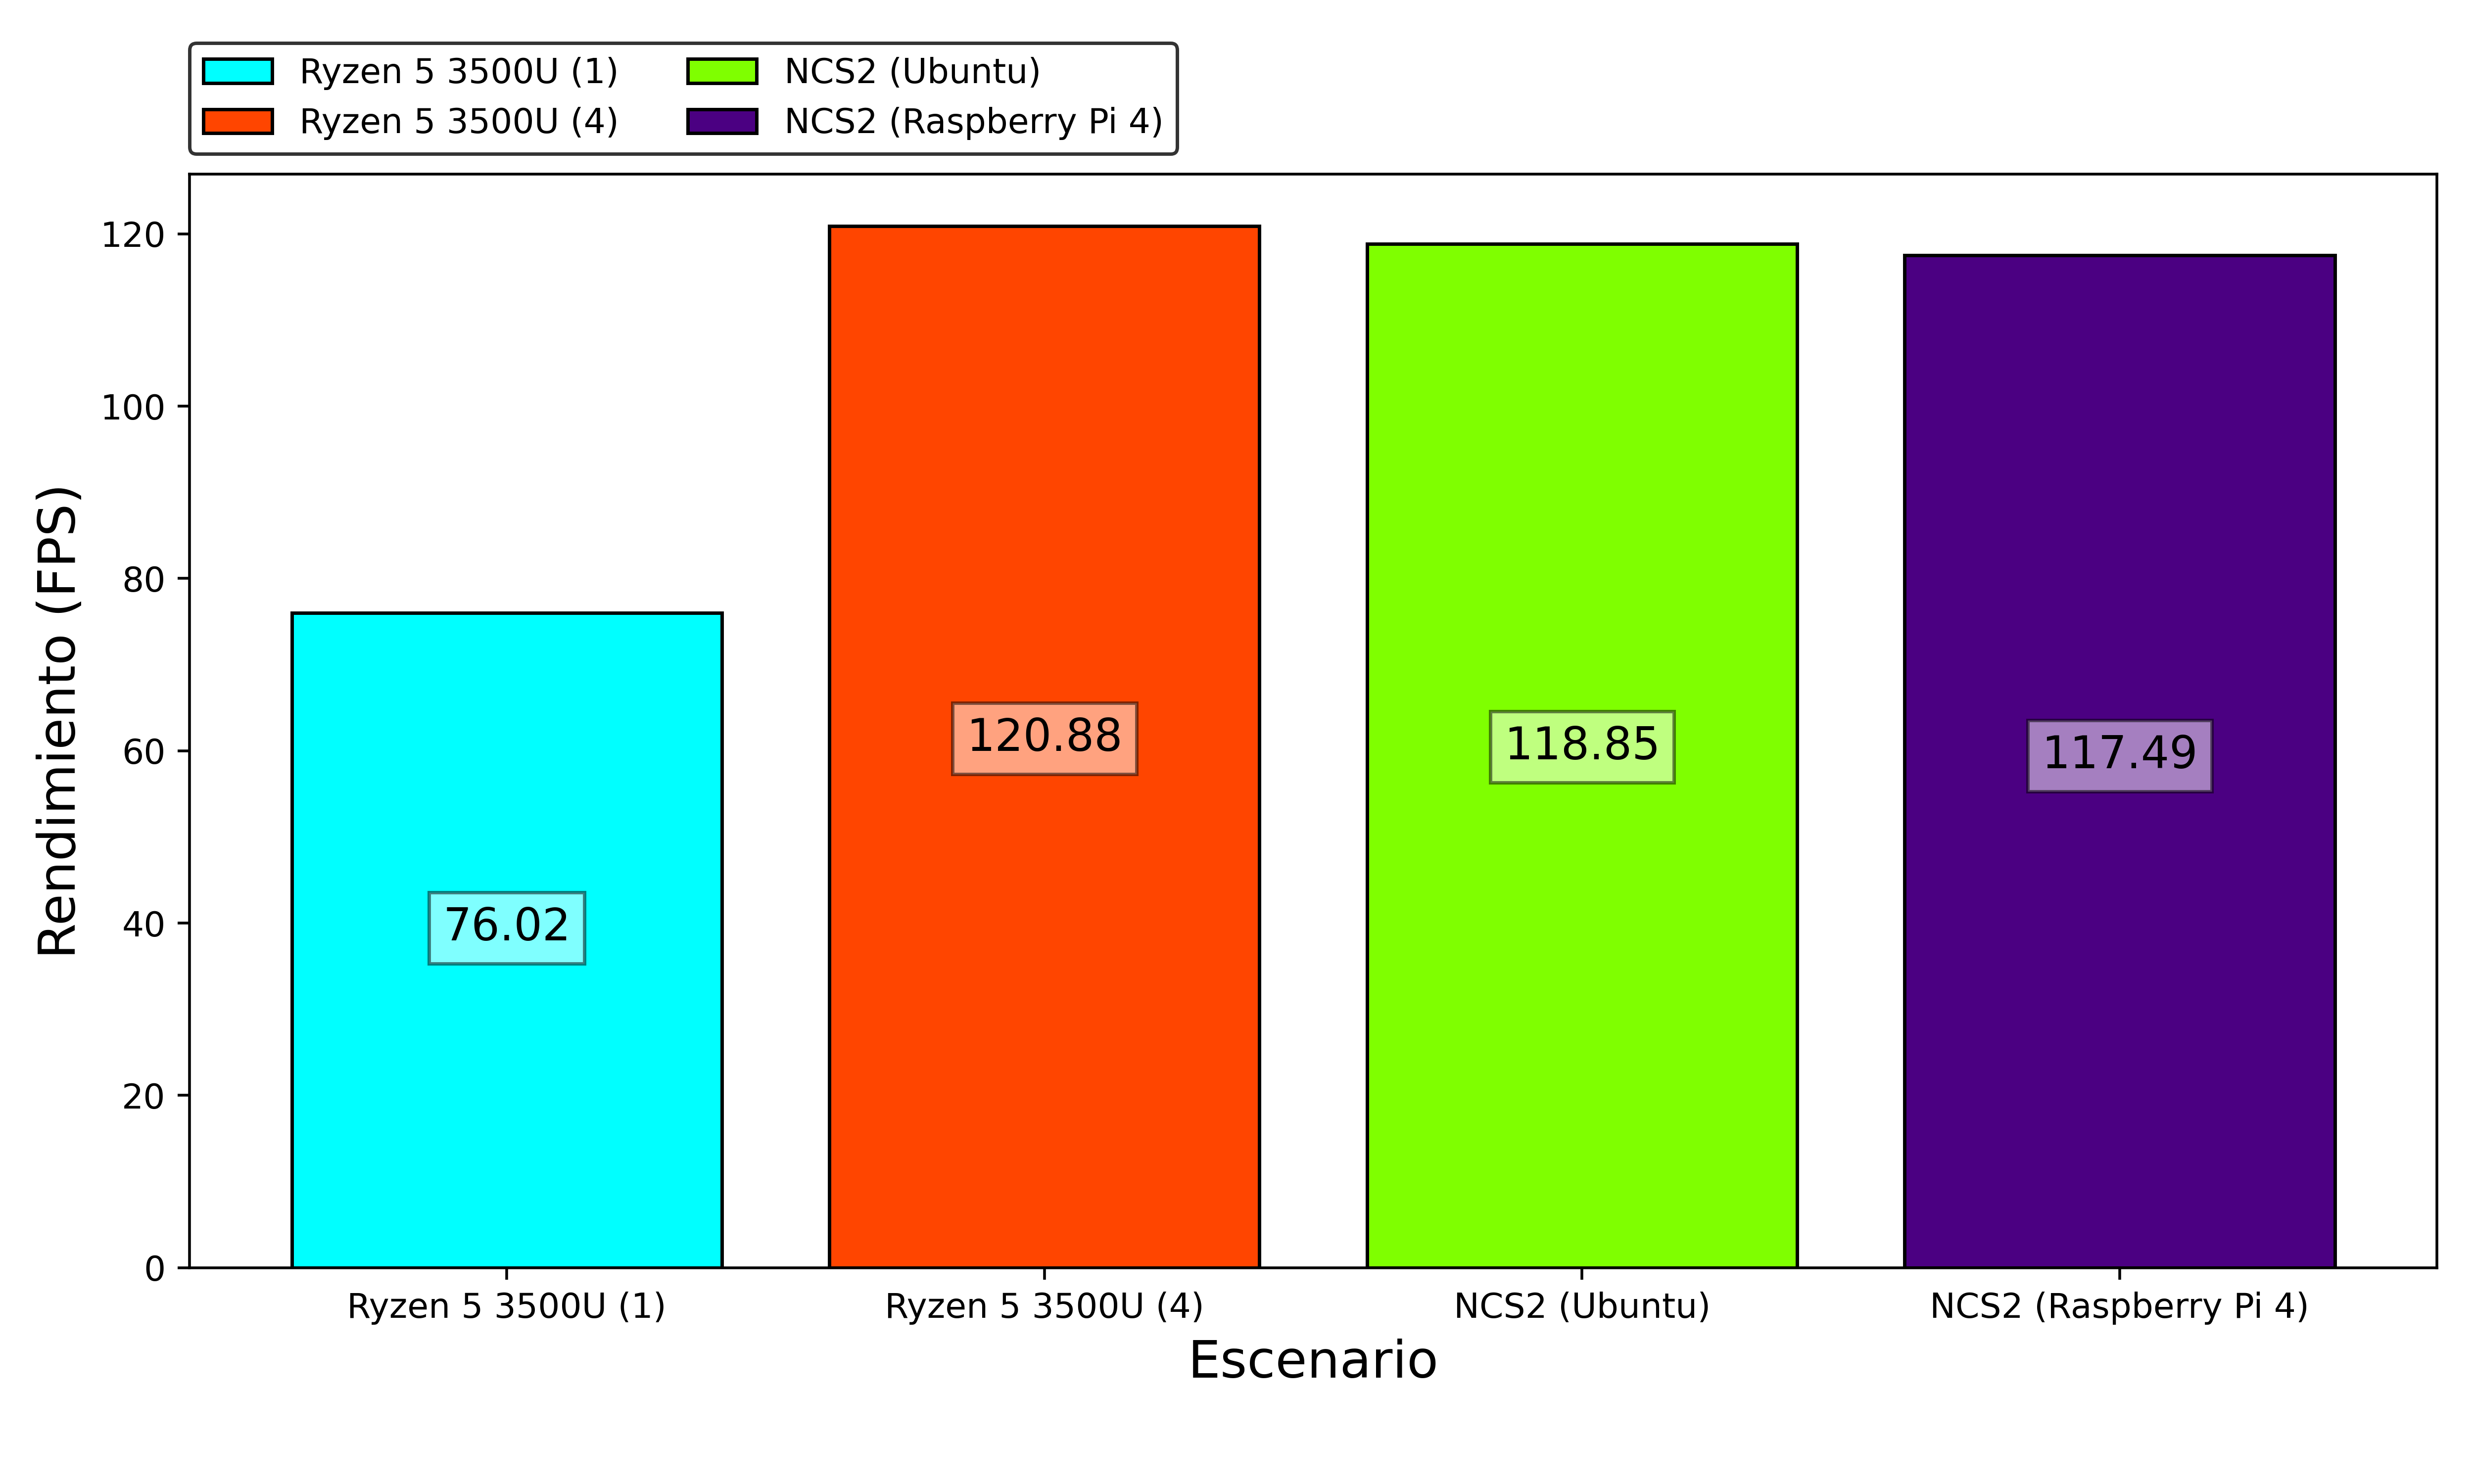 Ryzen 5 3500U (1)
Ryzen 5 3500U (4)
NCS2 (Ubuntu)
NCS2 (Raspberry Pi 4)
Rendimiento (FPS)
120
100
80
60
40
20
0
76.02
120.88
118.85
117.49
Ryzen 5 3500U (1)
Ryzen 5 3500U (4)
NCS2 (Ubuntu)
NCS2 (Raspberry Pi 4)
Escenario